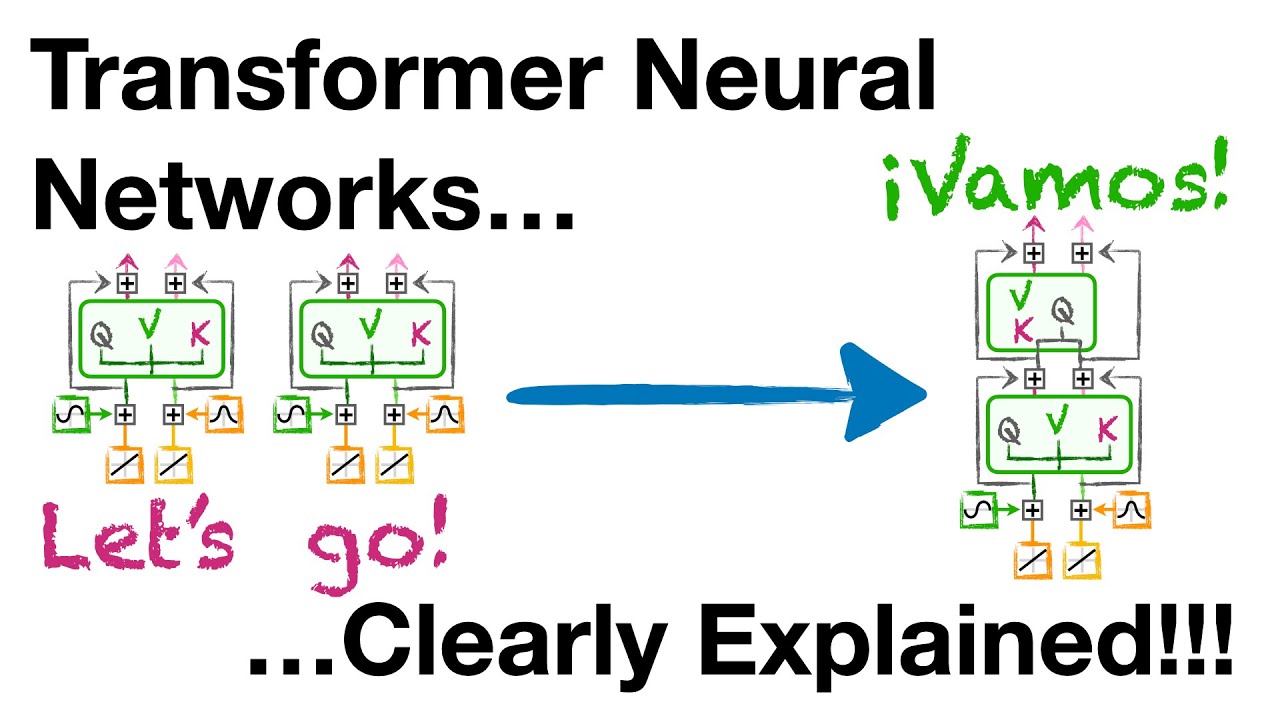 Transformer Neural
Networks...
¡Vamos!
Q V K
Q V K
V
K Q
Q V K
Let's go!
...Clearly Explained!!!